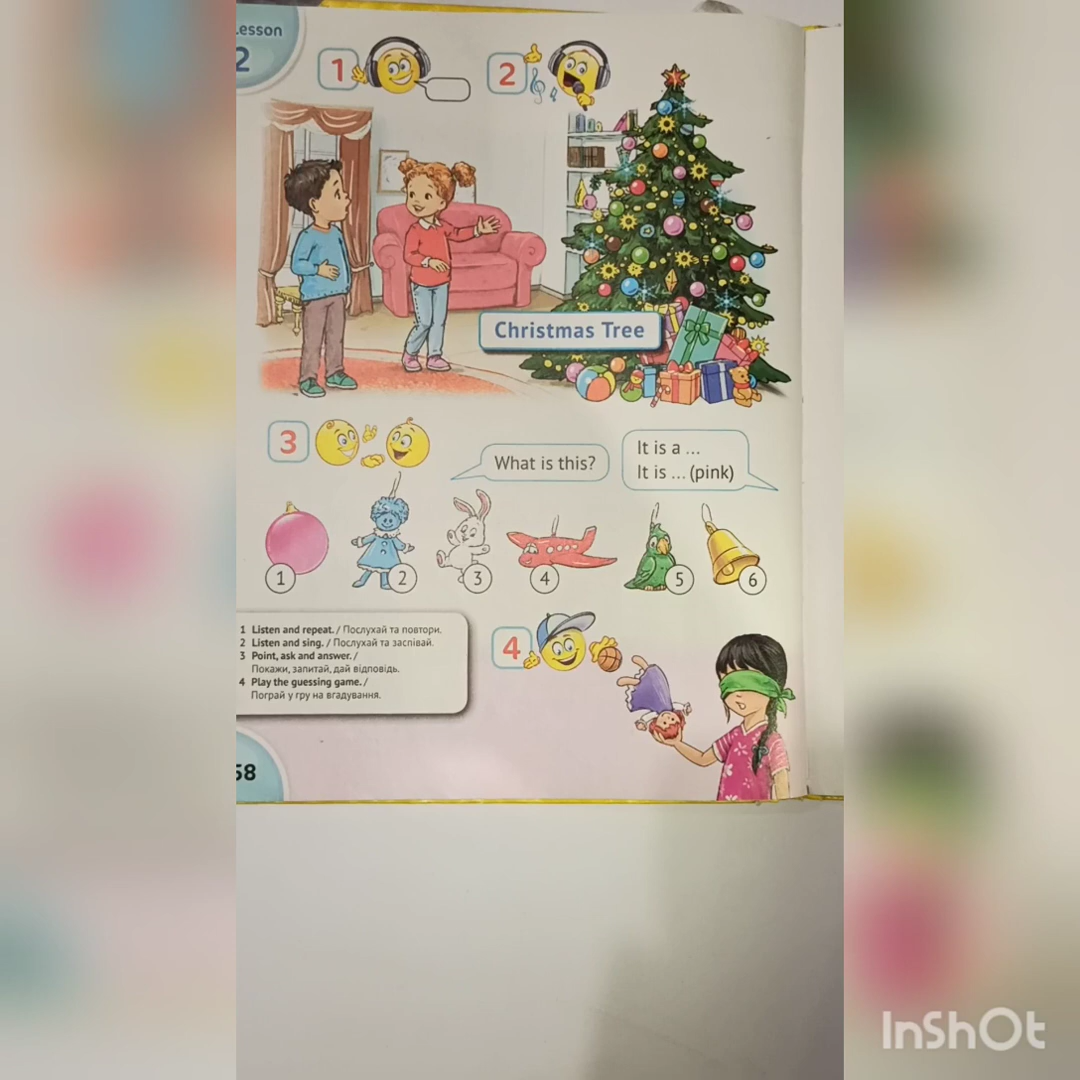 Lesson
2
1
2
Christmas Tree
3
What is this?
It is a ...
It is ... (pink)
1
2
3
4
5
6
1 Listen and repeat. / Послухай та повтори.
2 Listen and sing. / Послухай та заспівай.
3 Point, ask and answer. /
Покажи, запитай, дай відповідь.
4 Play the guessing game. /
Пограй у гру на вгадування.
4
58
InShOt